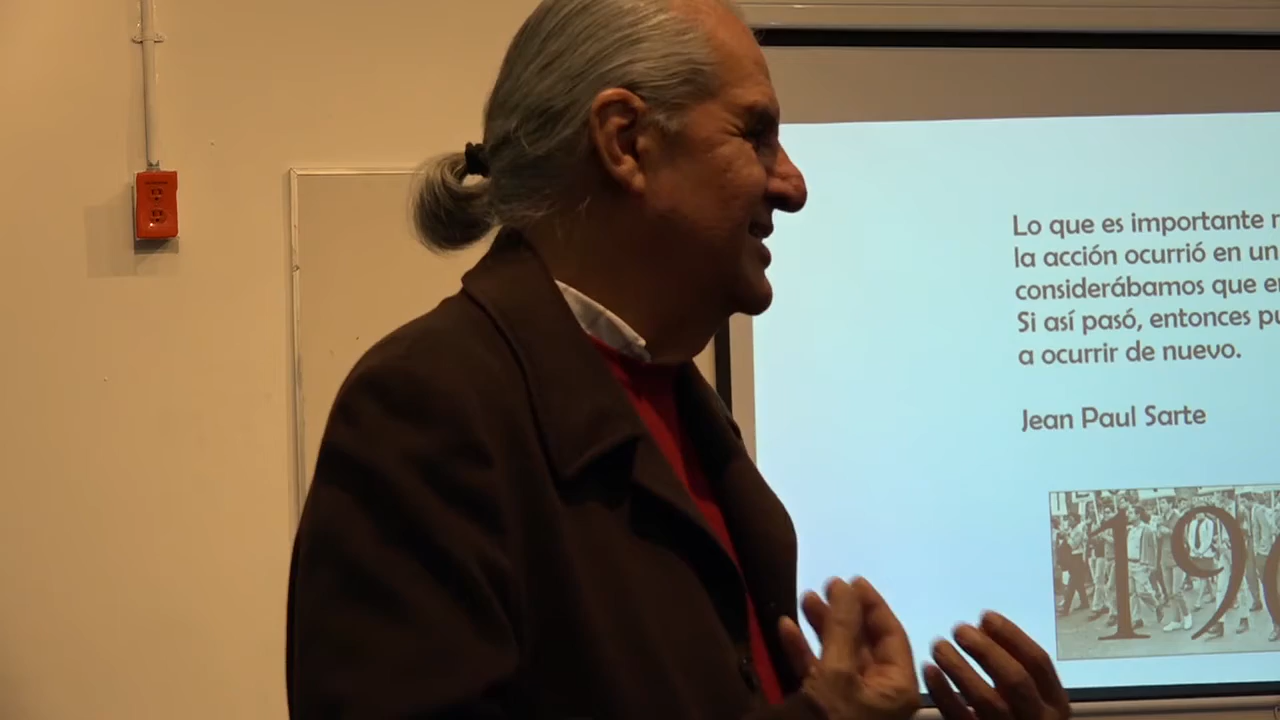 Lo que es importante
la acción ocurrió en un
considerábamos que
Si así pasó, entonces
a ocurrir de nuevo.
Jean Paul Sarte
19